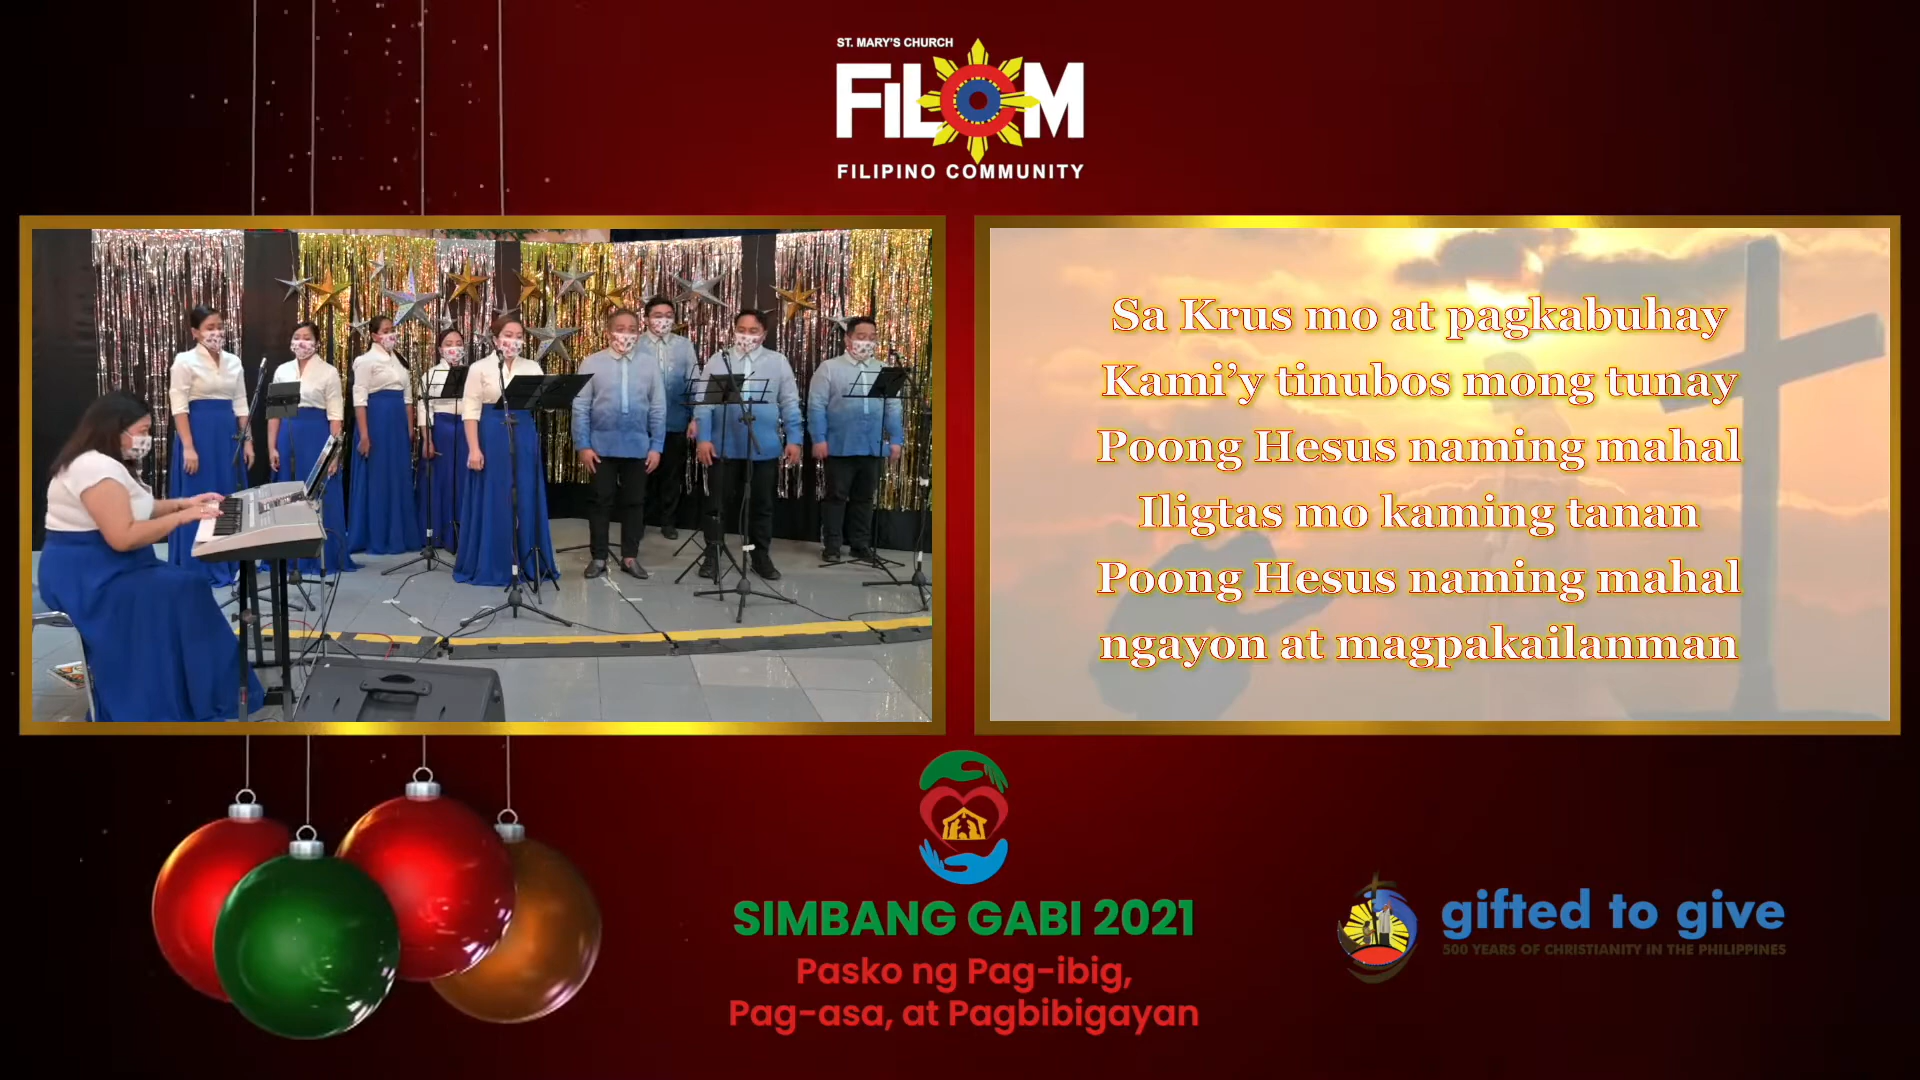 ST. MARY'S CHURCH
FiLCOM
FILIPINO COMMUNITY
Sa Krus mo at pagkabuhay
Kami'y tinubos mong tunay
Poong Hesus naming mahal
Iligtas mo kaming tanan
Poong Hesus naming mahal
ngayon at magpakailanman
SIMBANG GABI 2021
Pasko ng Pag-ibig,
Pag-asa, at Pagbibigayan
gifted to give
500 YEARS OF CHRISTIANITY IN THE PHILIPPINES